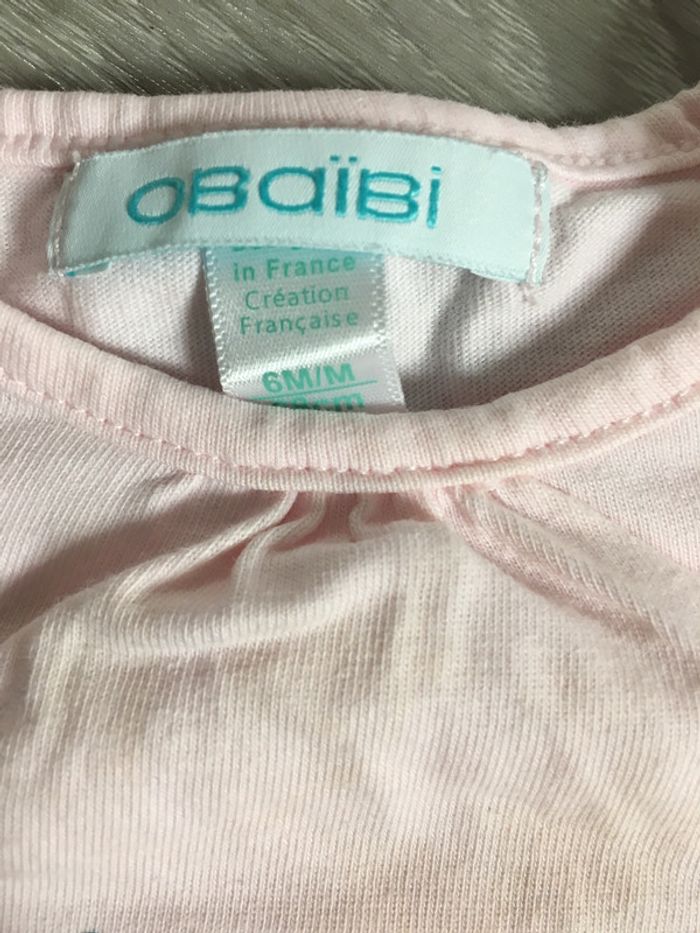 OBaïBi
in France
Création
Française
6M/M